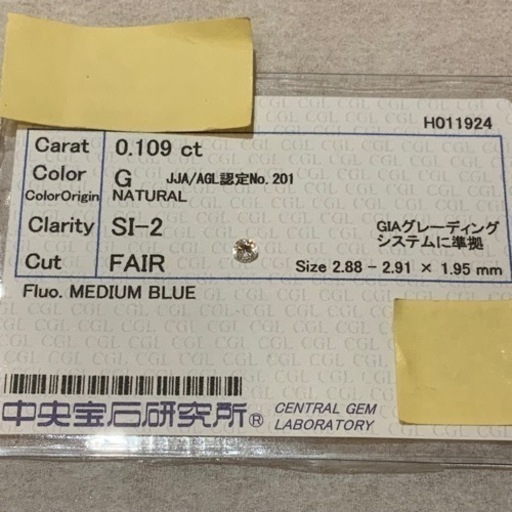 H011924
Carat 0.109 ct
Color G JJA/AGL認定No. 201
ColorOrigin NATURAL
Clarity SI-2
GIAグレーディング
システムに準拠
Cut FAIR
Size 2.88 - 2.91 × 1.95 mm
Fluo. MEDIUM BLUE
中央宝石研究所® CENTRAL GEM
LABORATORY